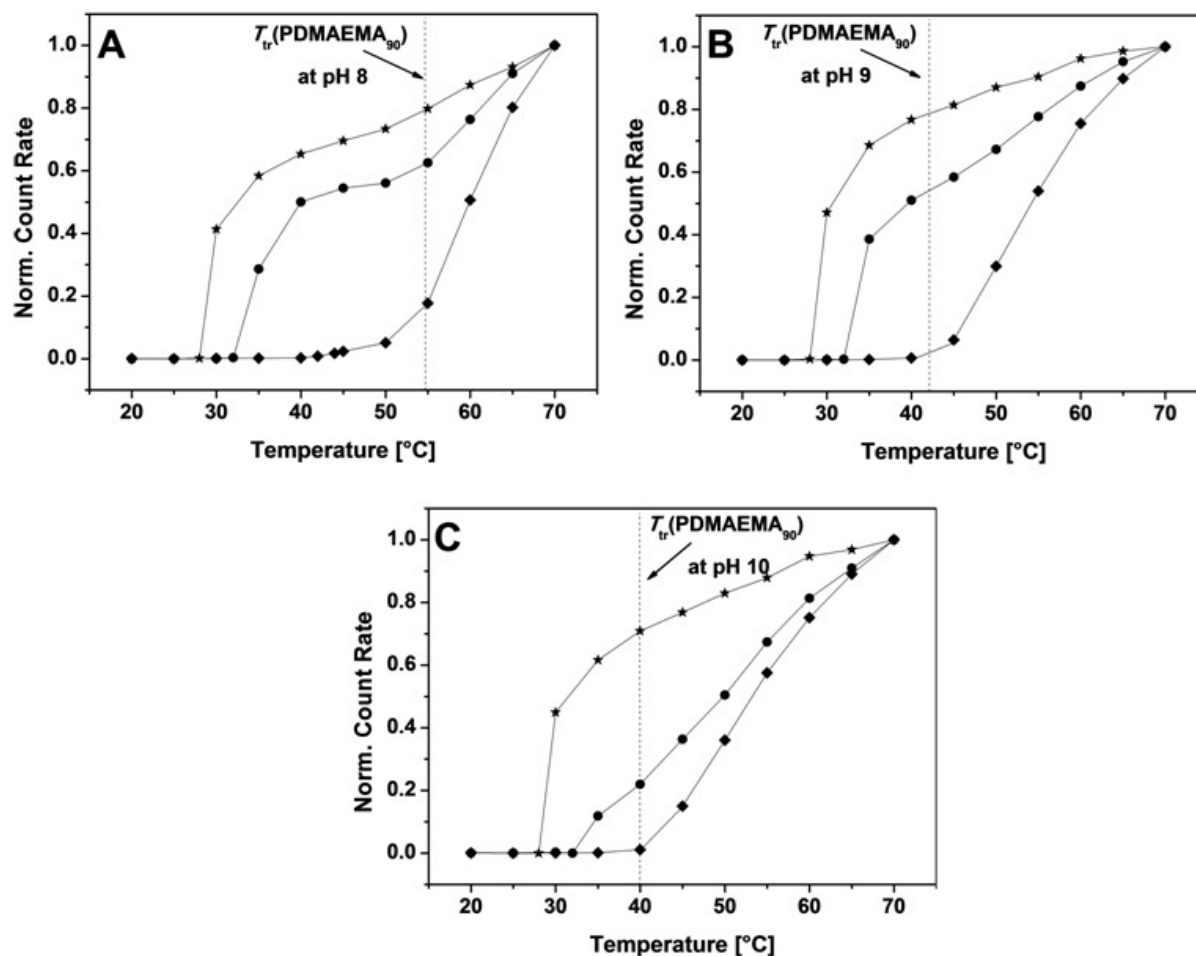 A
T_tr(PDMAEMA_90)
at pH 8
Norm. Count Rate
1.0
0.8
0.6
0.4
0.2
0.0
20 30 40 50 60 70
Temperature [°C]
B
T_tr(PDMAEMA_90)
at pH 9
Norm. Count Rate
1.0
0.8
0.6
0.4
0.2
0.0
20 30 40 50 60 70
Temperature [°C]
C
T_tr(PDMAEMA_90)
at pH 10
Norm. Count Rate
1.0
0.8
0.6
0.4
0.2
0.0
20 30 40 50 60 70
Temperature [°C]